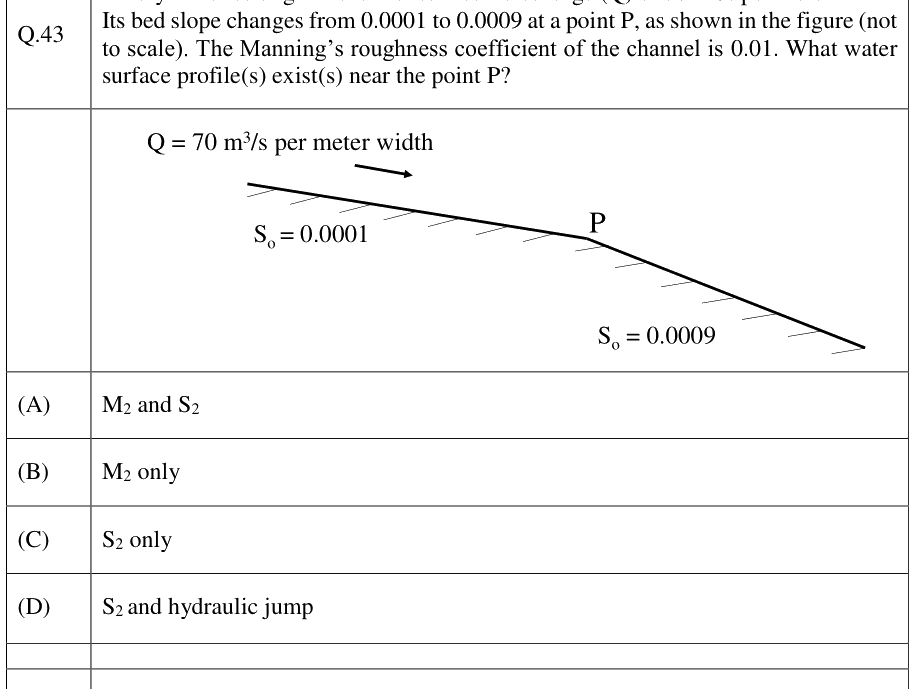 Q.43
Its bed slope changes from 0.0001 to 0.0009 at a point P, as shown in the figure (not
to scale). The Manning’s roughness coefficient of the channel is 0.01. What water
surface profile(s) exist(s) near the point P?
Q = 70 m³/s per meter width
P
Sₒ = 0.0001
Sₒ = 0.0009
(A) M₂ and S₂
(B) M₂ only
(C) S₂ only
(D) S₂ and hydraulic jump